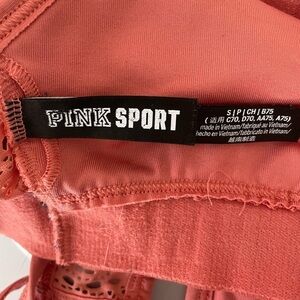 PINK SPORT
S | P | CH | B75
(适用 C70, D70, AA75, A75)
made in Vietnam/fabriqué au Vietnam/
hecho en Vietnam/fabbricato in Vietnam/
越南制造